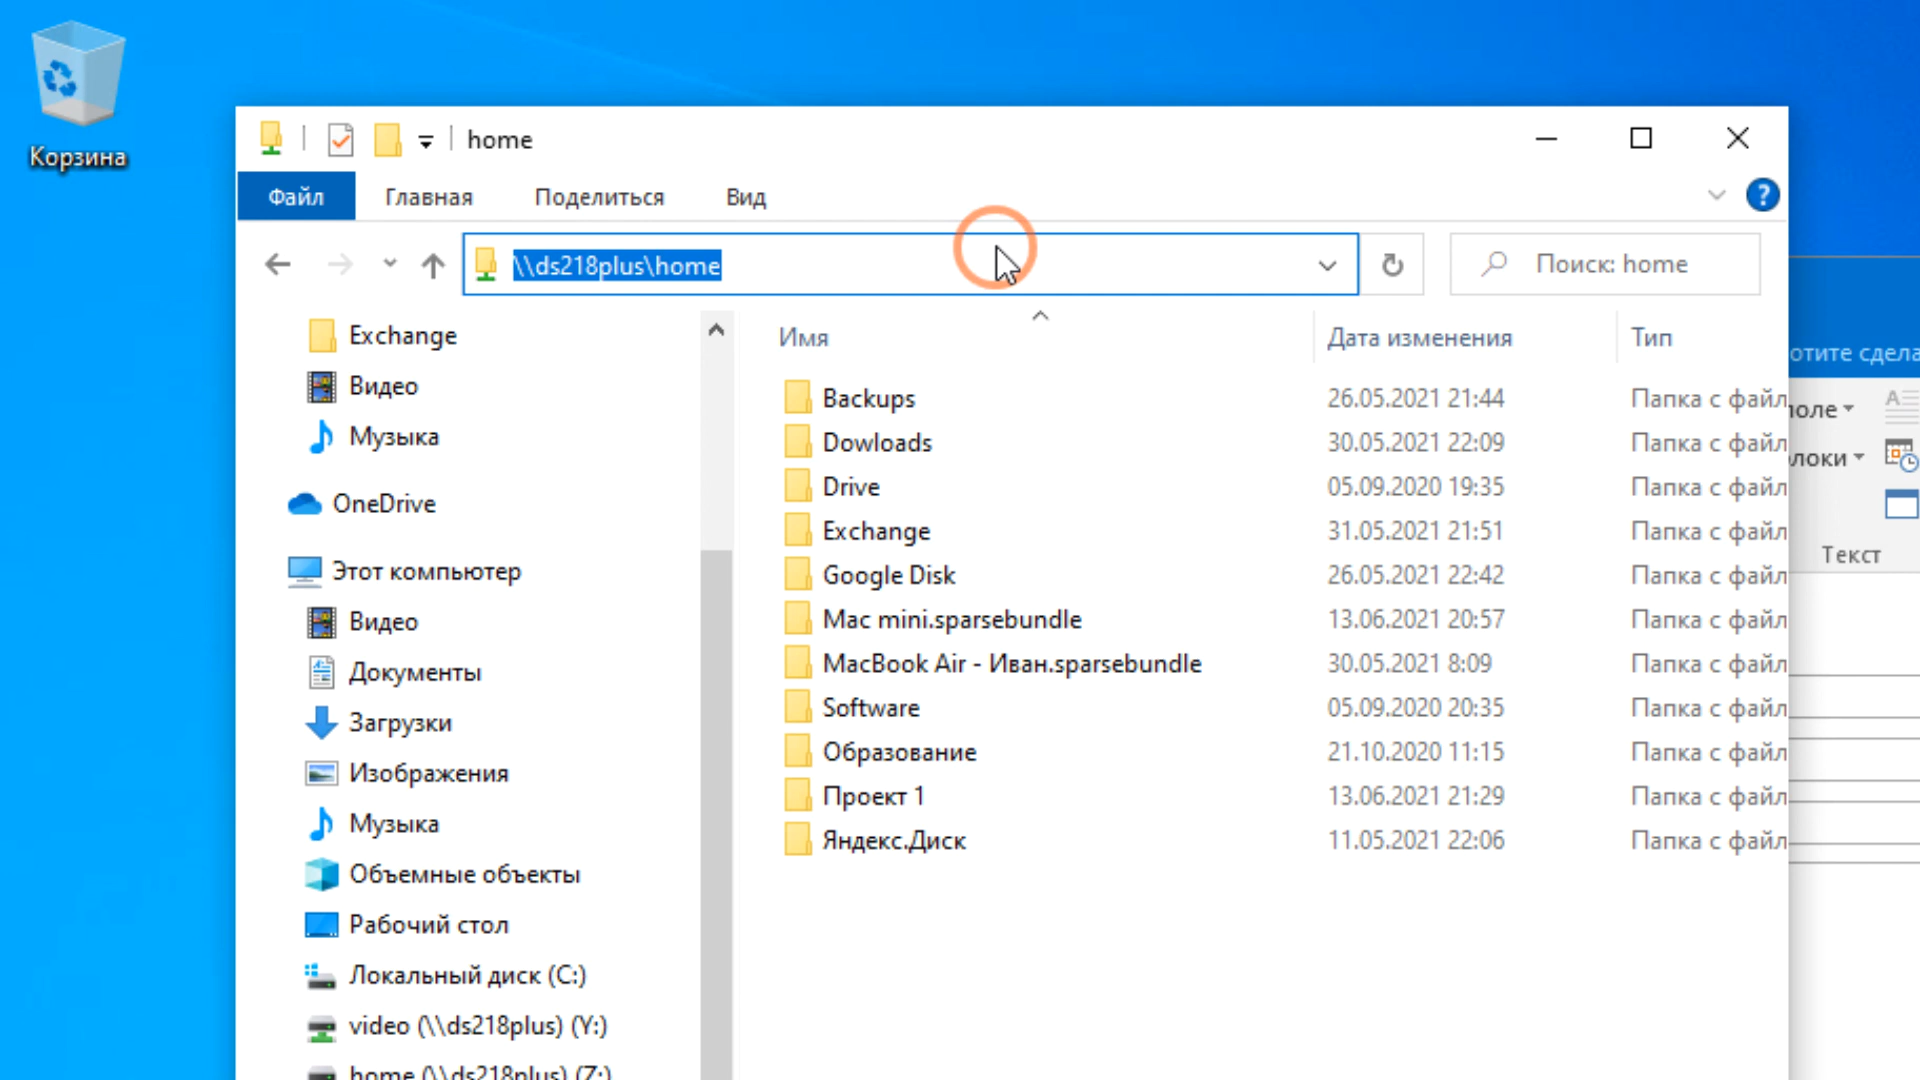 Корзина
home
Файл Главная Поделиться Вид
\\ds218plus\home
Поиск: home
Exchange
Видео
Музыка
OneDrive
Этот компьютер
Видео
Документы
Загрузки
Изображения
Музыка
Объемные объекты
Рабочий стол
Локальный диск (C:)
video (\\ds218plus) (Y:)
home (\\ds218plus) (Z:)
Имя Дата изменения Тип
Backups 26.05.2021 21:44 Папка с файл
Dowloads 30.05.2021 22:09 Папка с файл
Drive 05.09.2020 19:35 Папка с файл
Exchange 31.05.2021 21:51 Папка с файл
Google Disk 26.05.2021 22:42 Папка с файл
Mac mini.sparsebundle 13.06.2021 20:57 Папка с файл
MacBook Air - Иван.sparsebundle 30.05.2021 8:09 Папка с файл
Software 05.09.2020 20:35 Папка с файл
Образование 21.10.2020 11:15 Папка с файл
Проект 1 13.06.2021 21:29 Папка с файл
Яндекс.Диск 11.05.2021 22:06 Папка с файл
отите сдела
поле
локи
Текст